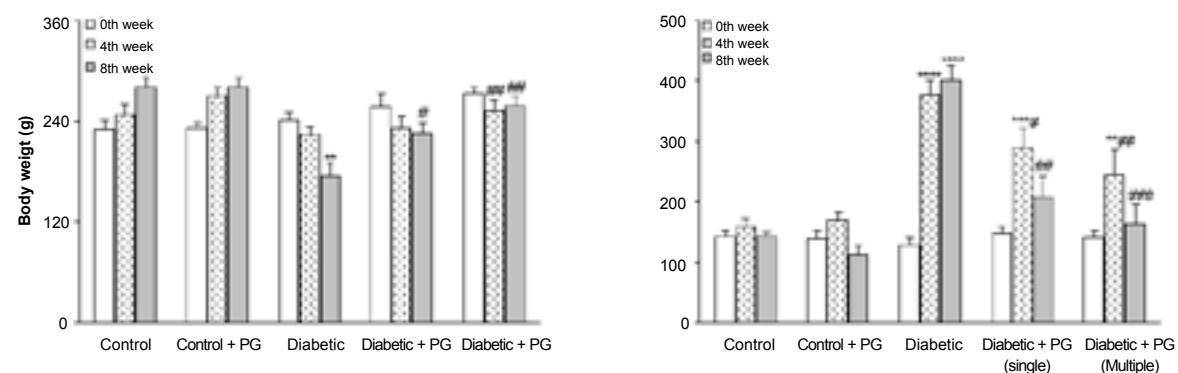 360
0th week
4th week
8th week
240
120
0
Body weigt (g)
Control
Control + PG
Diabetic
Diabetic + PG
Diabetic + PG
**
#
##
##
500
0th week
4th week
8th week
400
300
200
100
0
Control
Control + PG
Diabetic
Diabetic + PG
(single)
Diabetic + PG
(Multiple)
****
****
##
###